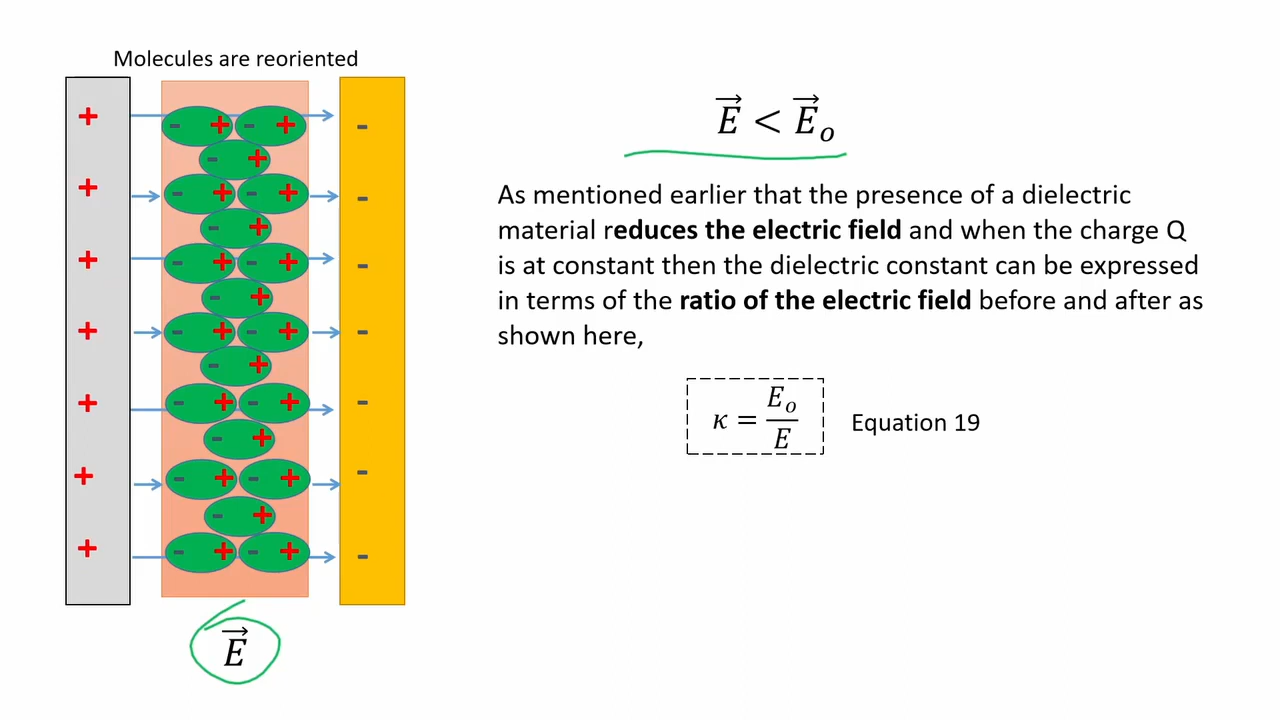 Molecules are reoriented
+ - + - + -
- +
+ - + - + -
- +
+ - + - + -
- +
+ - + - + -
- +
+ - + - + -
- +
+ - + - + -
- +
+ - + - + -
E⃗
E⃗ < E⃗ₒ
As mentioned earlier that the presence of a dielectric
material reduces the electric field and when the charge Q
is at constant then the dielectric constant can be expressed
in terms of the ratio of the electric field before and after as
shown here,
κ = Eₒ/E
Equation 19